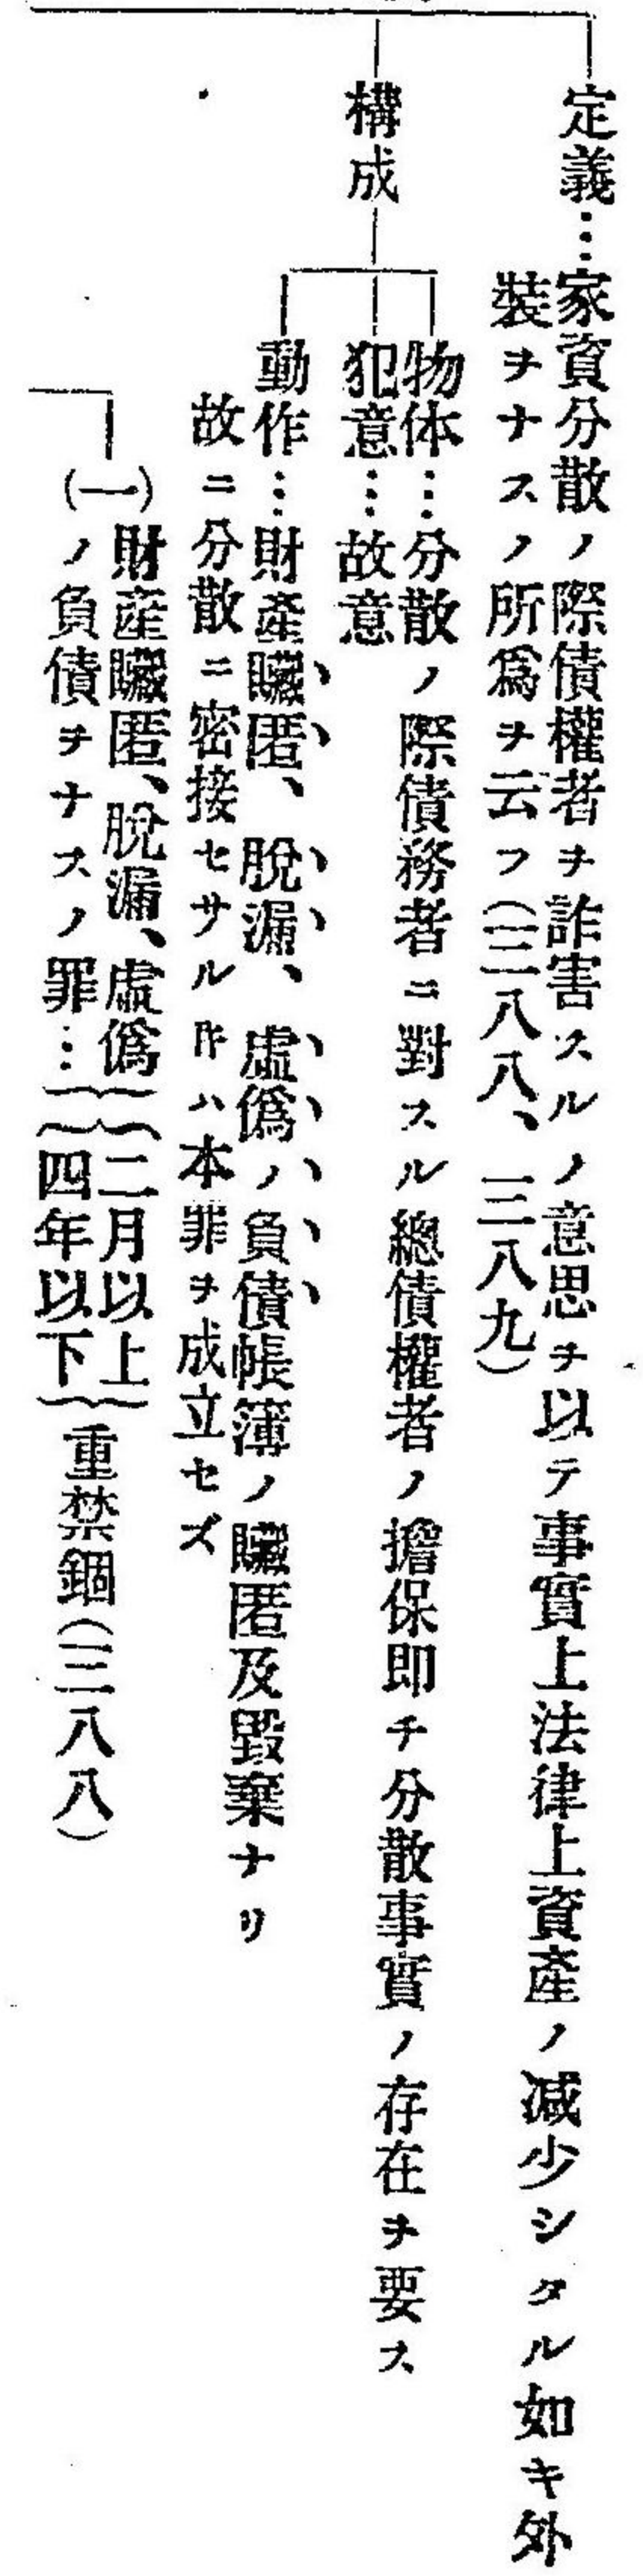 定義…家資分散ノ際債權者ヲ詐害スルノ意思ヲ以テ事實上法律上資產ノ减少シタル如キ外
裝ヲナスノ所爲ヲ云フ(三八八、三八九)
構成
物体…分散ノ際債務者ニ對スル總債權者ノ擔保即チ分散事實ノ存在ヲ要ス
犯意…故意
動作…財產贓匿、脫漏、虛僞ノ負債帳簿ノ贓匿及毀棄ナリ
故ニ分散ニ密接セサル片ハ本罪ヲ成立セズ
(一)財產贓匿、脫漏、虛僞
ノ負債ヲナスノ罪…
二月以上
四年以下
重禁錮(三八八)